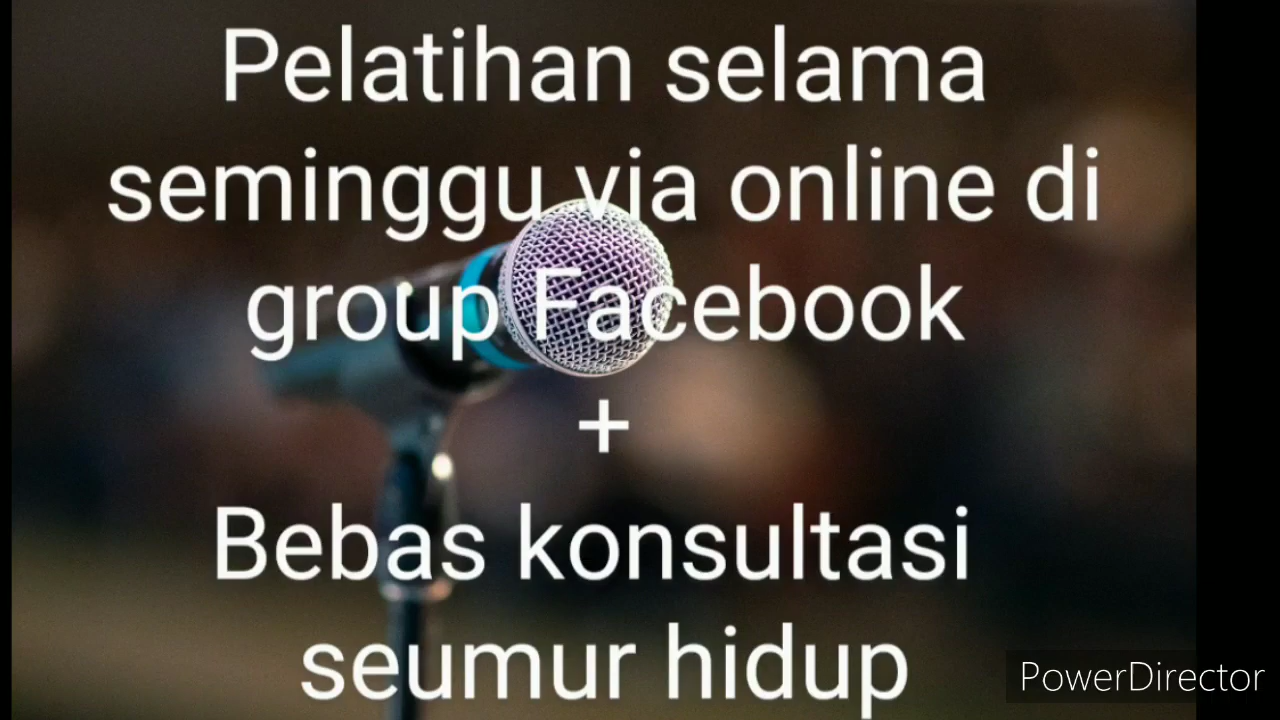 Pelatihan selama
seminggu via online di
group Facebook
+
Bebas konsultasi
seumur hidup
PowerDirector